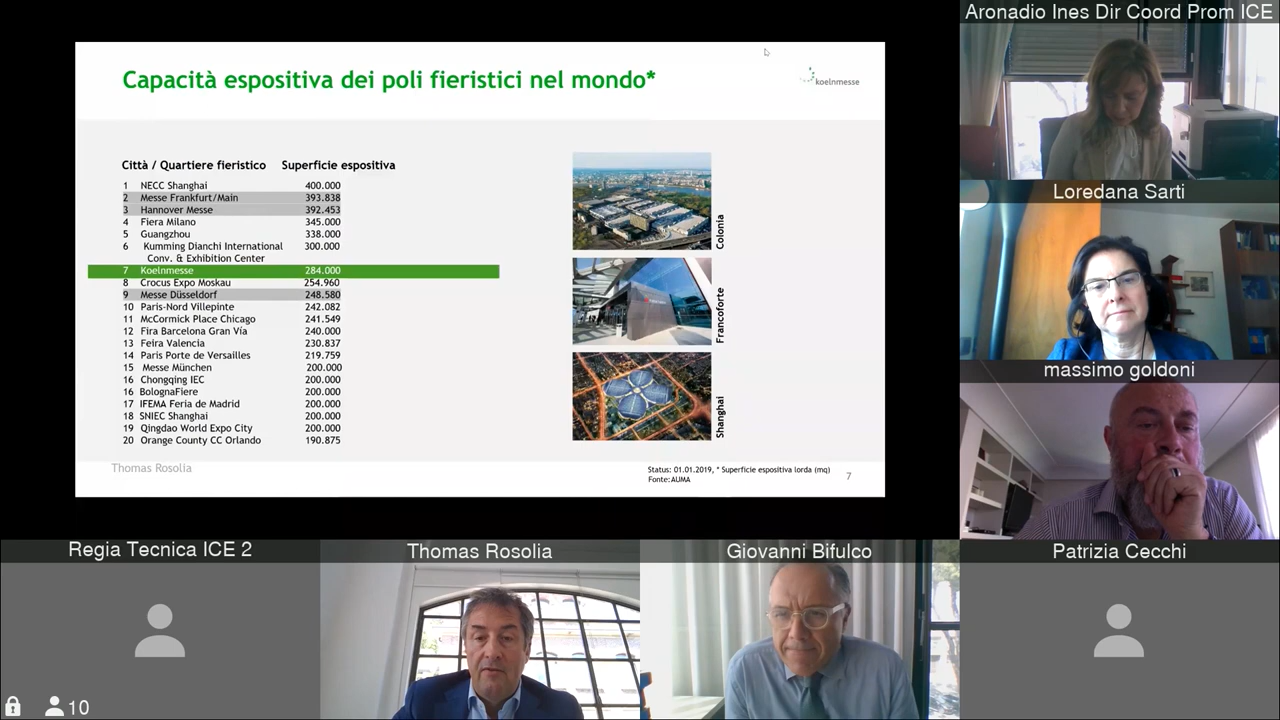 Aronadio Ines Dir Coord Prom ICE
Capacità espositiva dei poli fieristici nel mondo*
koelnmesse
Città / Quartiere fieristico Superficie espositiva
1 NECC Shanghai 400.000
2 Messe Frankfurt/Main 393.838
3 Hannover Messe 392.453
4 Fiera Milano 345.000
5 Guangzhou 338.000
6 Kumming Dianchi International 300.000
Conv. & Exhibition Center
7 Koelnmesse 284.000
8 Crocus Expo Moskau 254.960
9 Messe Düsseldorf 248.580
10 Paris-Nord Villepinte 242.082
11 McCormick Place Chicago 241.549
12 Fira Barcelona Gran Vía 240.000
13 Feira Valencia 230.837
14 Paris Porte de Versailles 219.759
15 Messe München 200.000
16 Chongqing IEC 200.000
16 BolognaFiere 200.000
17 IFEMA Feria de Madrid 200.000
18 SNIEC Shanghai 200.000
19 Qingdao World Expo City 200.000
20 Orange County CC Orlando 190.875
Colonia
Francoforte
Shanghai
Thomas Rosolia
Status: 01.01.2019, * Superficie espositiva lorda (mq)
Fonte: AUMA
7
Loredana Sarti
massimo goldoni
Regia Tecnica ICE 2
Thomas Rosolia
Giovanni Bifulco
Patrizia Cecchi
10